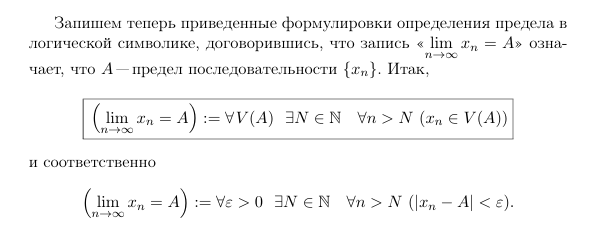 Запишем теперь приведенные формулировки определения предела в
логической символике, договорившись, что запись «lim_{n→∞} x_n = A» озна-
чает, что A — предел последовательности {x_n}. Итак,
(lim_{n→∞} x_n = A) := ∀V(A) ∃N ∈ ℕ ∀n > N (x_n ∈ V(A))
и соответственно
(lim_{n→∞} x_n = A) := ∀ε > 0 ∃N ∈ ℕ ∀n > N (|x_n − A| < ε).